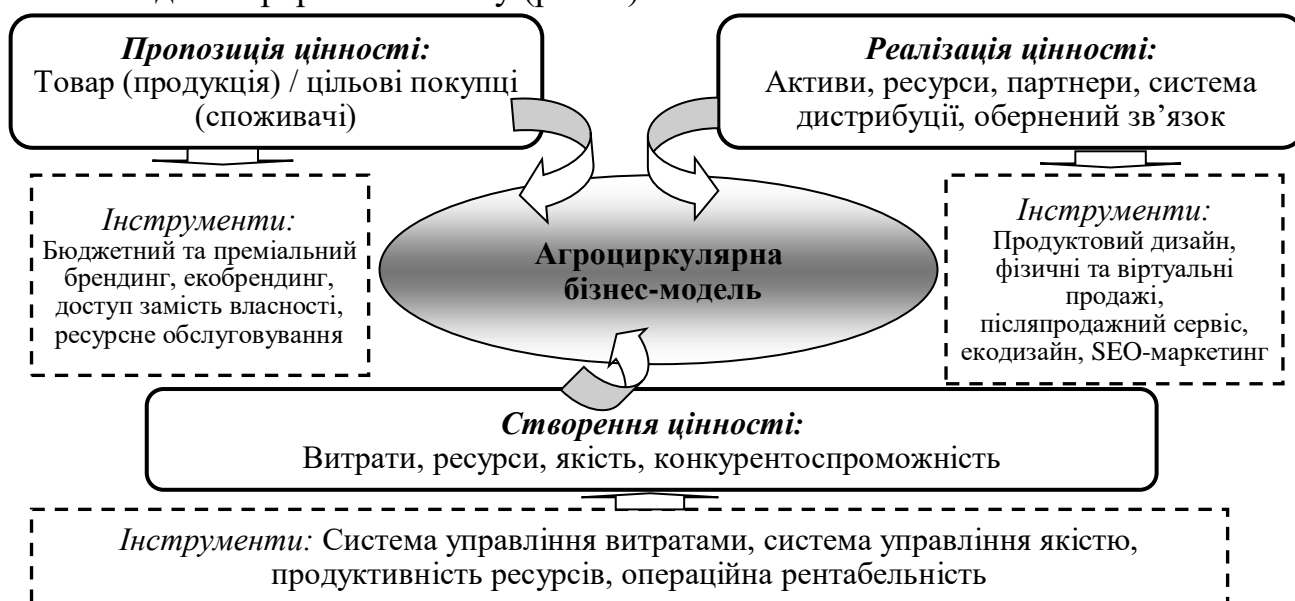 Пропозиція цінності:
Товар (продукція) / цільові покупці
(споживачі)
Реалізація цінності:
Активи, ресурси, партнери, система
дистрибуції, обернений зв’язок
Інструменти:
Бюджетний та преміальний
брендинг, екобрендинг,
доступ замість власності,
ресурсне обслуговування
Агроциркулярна
бізнес-модель
Інструменти:
Продуктовий дизайн,
фізичні та віртуальні
продажі,
післяпродажний сервіс,
екодизайн, SEO-маркетинг
Створення цінності:
Витрати, ресурси, якість, конкурентоспроможність
Інструменти: Система управління витратами, система управління якістю,
продуктивність ресурсів, операційна рентабельність